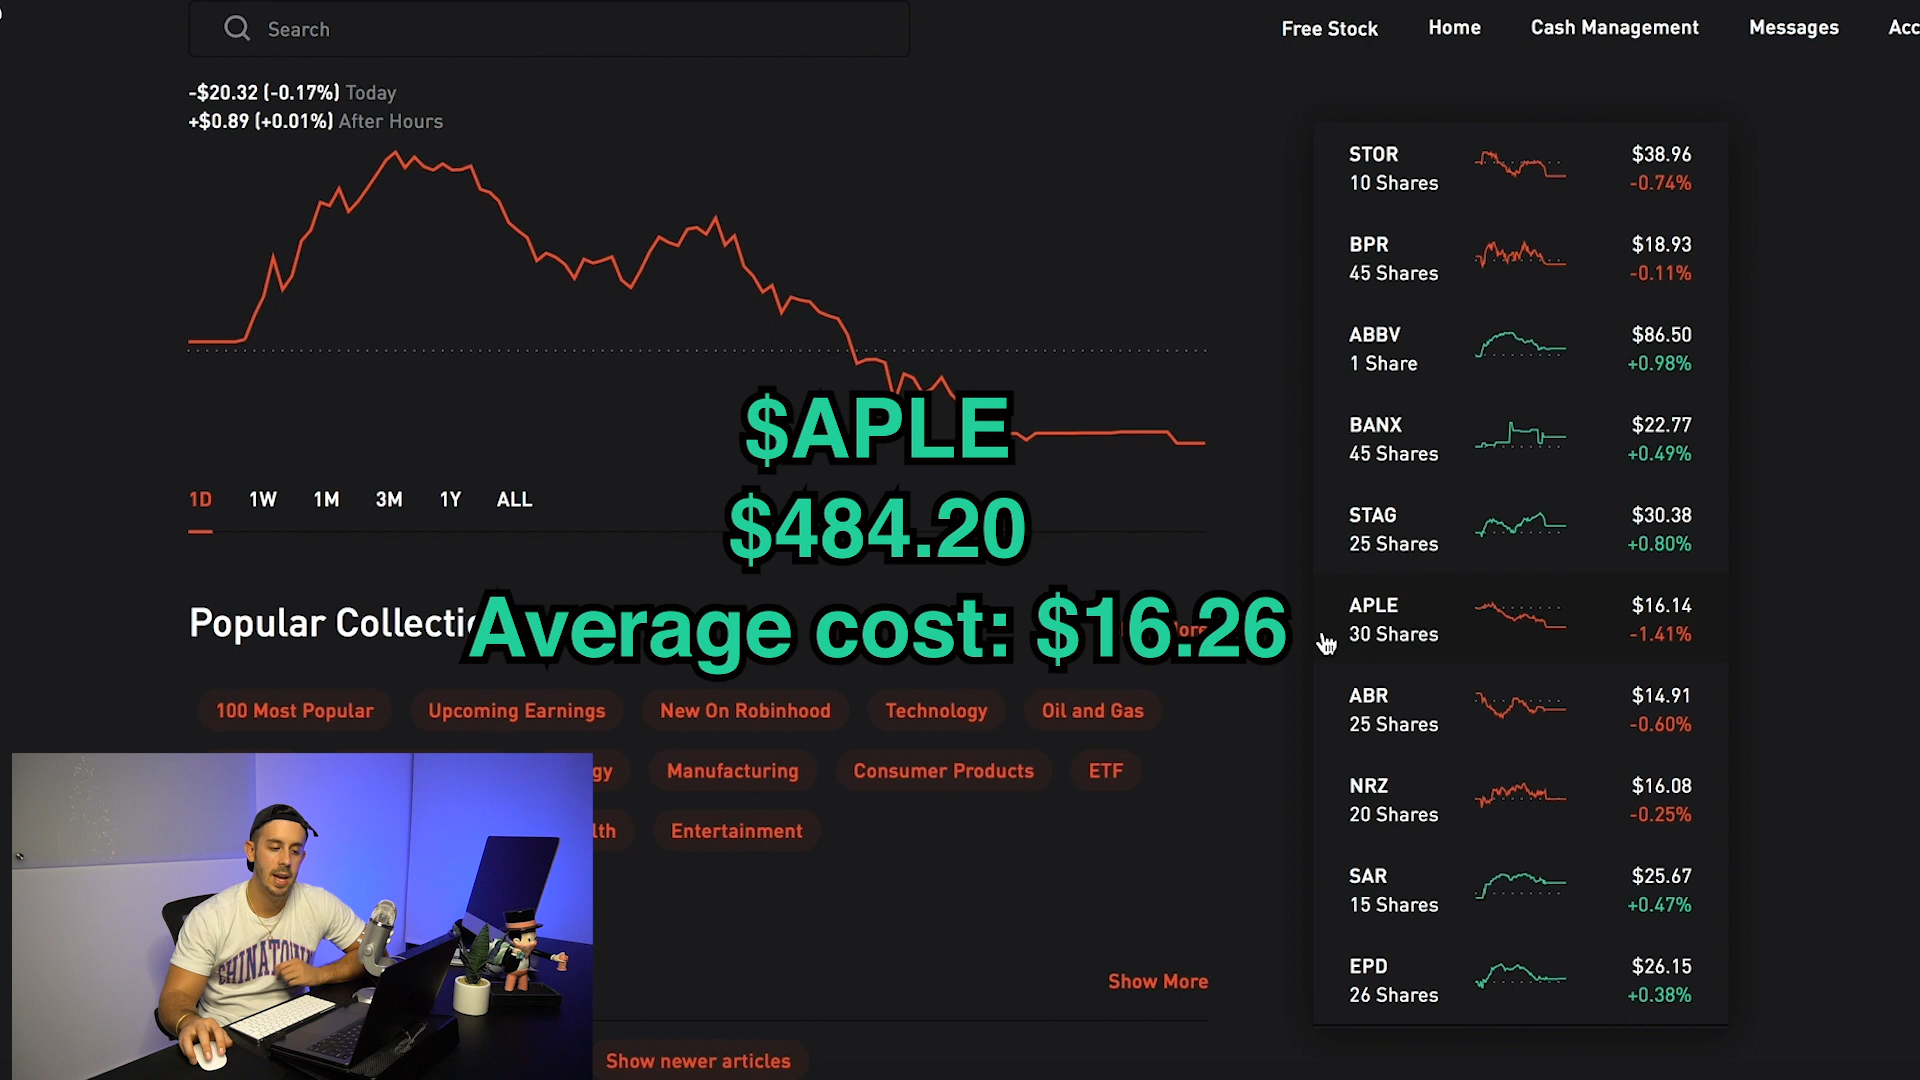 Search
Free Stock
Home
Cash Management
Messages
-$20.32 (-0.17%) Today
+$0.89 (+0.01%) After Hours
STOR
$38.96
10 Shares
-0.74%
BPR
$18.93
45 Shares
-0.11%
ABBV
$86.50
1 Share
+0.98%
BANX
$22.77
45 Shares
+0.49%
STAG
$30.38
25 Shares
+0.80%
APLE
$16.14
30 Shares
-1.41%
ABR
$14.91
25 Shares
-0.60%
NRZ
$16.08
20 Shares
-0.25%
SAR
$25.67
15 Shares
+0.47%
EPD
$26.15
26 Shares
+0.38%
1D
1W
1M
3M
1Y
ALL
$APLE
$484.20
Average cost: $16.26
Popular
100 Most Popular
Upcoming Earnings
New On Robinhood
Technology
Oil and Gas
Manufacturing
Consumer Products
ETF
Entertainment
CHINATOWN
Show More
Show newer articles